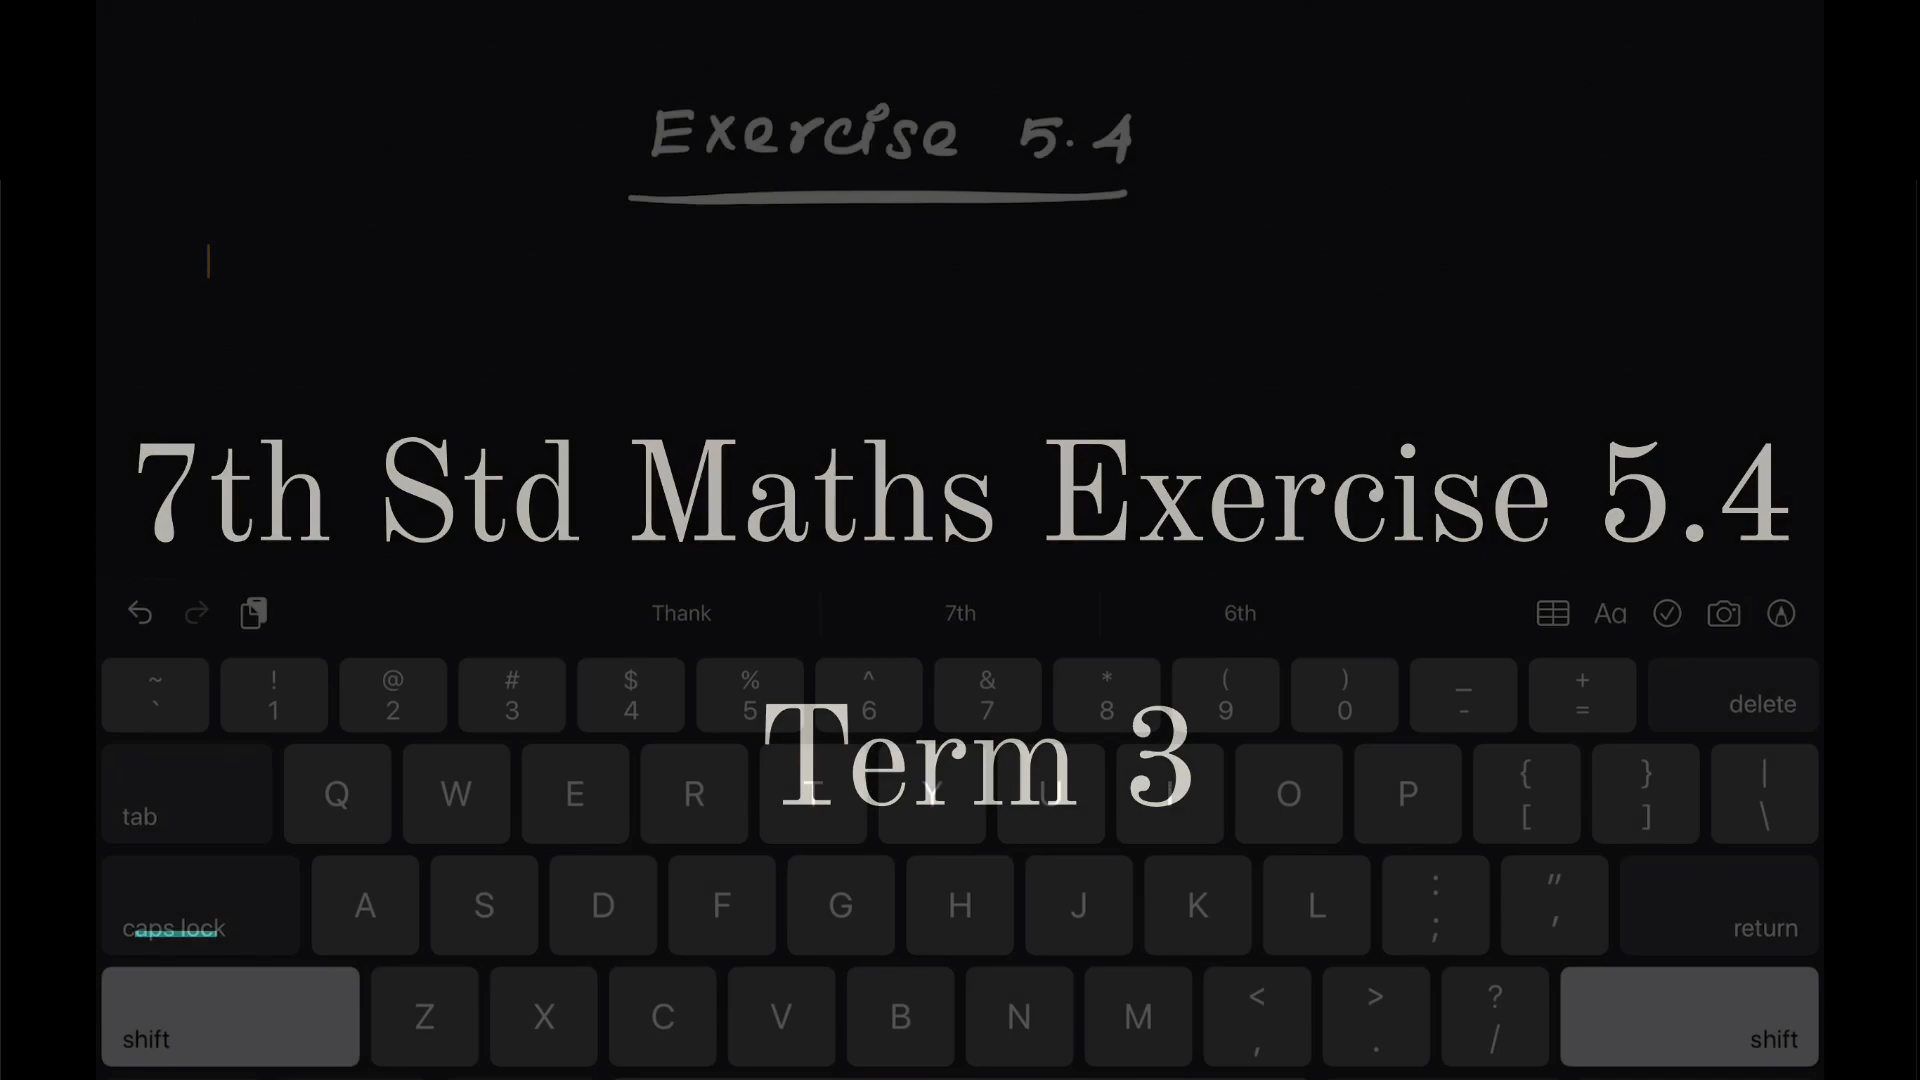 Exercise 5.4
7th Std Maths Exercise 5.4
Thank 7th 6th Aa
~ ! @ # $ % ^ & * ( ) _ +
` 1 2 3 4 5 6 7 8 9 0 - = delete
Term 3
tab Q W E R T Y U I O P { } |
[ ] \
caps lock A S D F G H J K L : " return
; '
shift Z X C V B N M < > ? shift
, . /